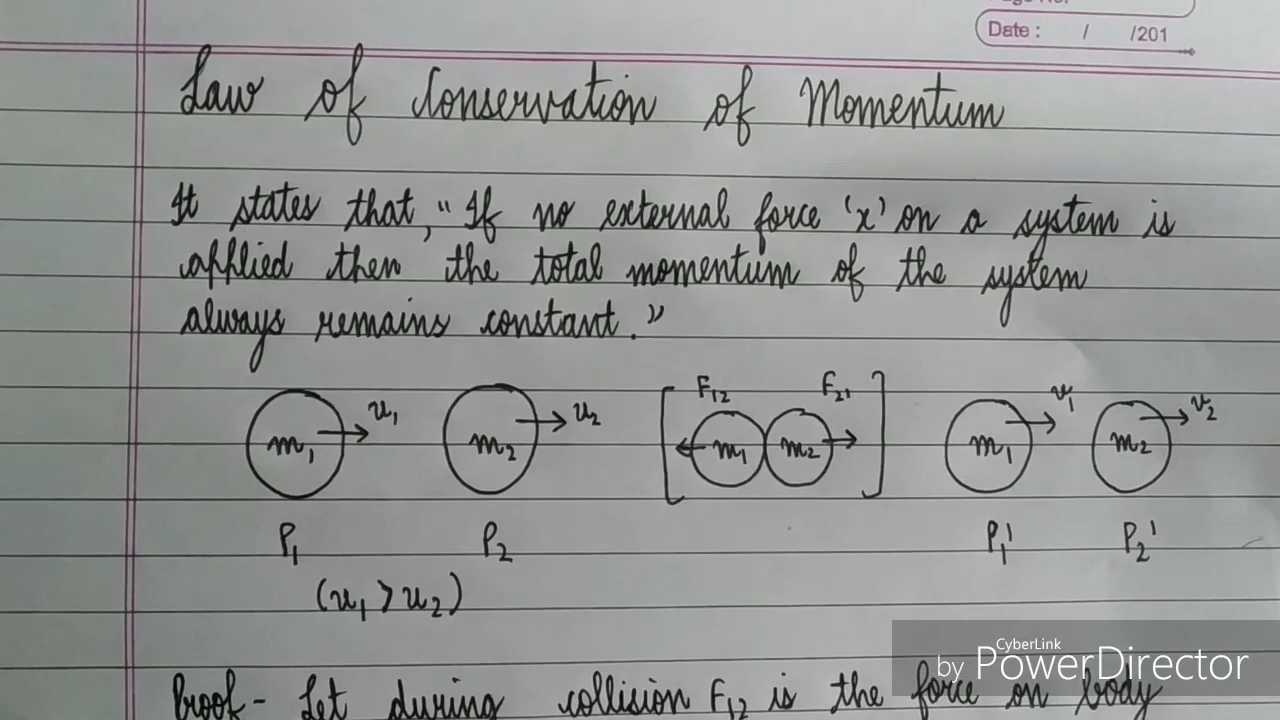 Date : / /201
Law of Conservation of Momentum
It states that, "If no external force 'x' on a system is
applied then the total momentum of the system
always remains constant."
m₁ u₁ m₂ u₂ F₁₂ m₁ m₂ F₂₁ m₁ v₁ m₂ v₂
P₁ P₂ P₁' P₂'
(u₁ > u₂)
Proof - Let during collision F₁₂ is the force on body
CyberLink
by PowerDirector